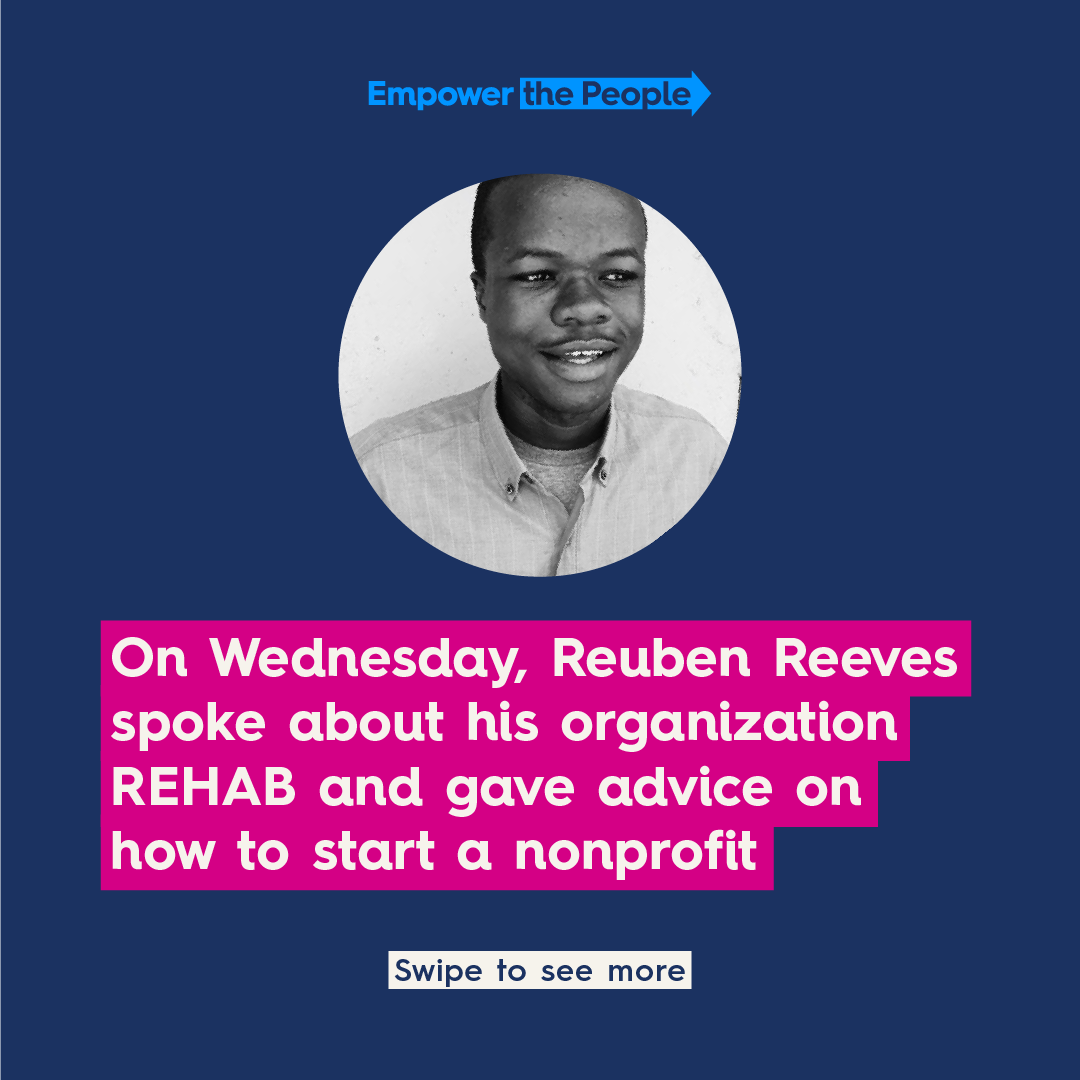 Empower the People
On Wednesday, Reuben Reeves
spoke about his organization
REHAB and gave advice on
how to start a nonprofit
Swipe to see more